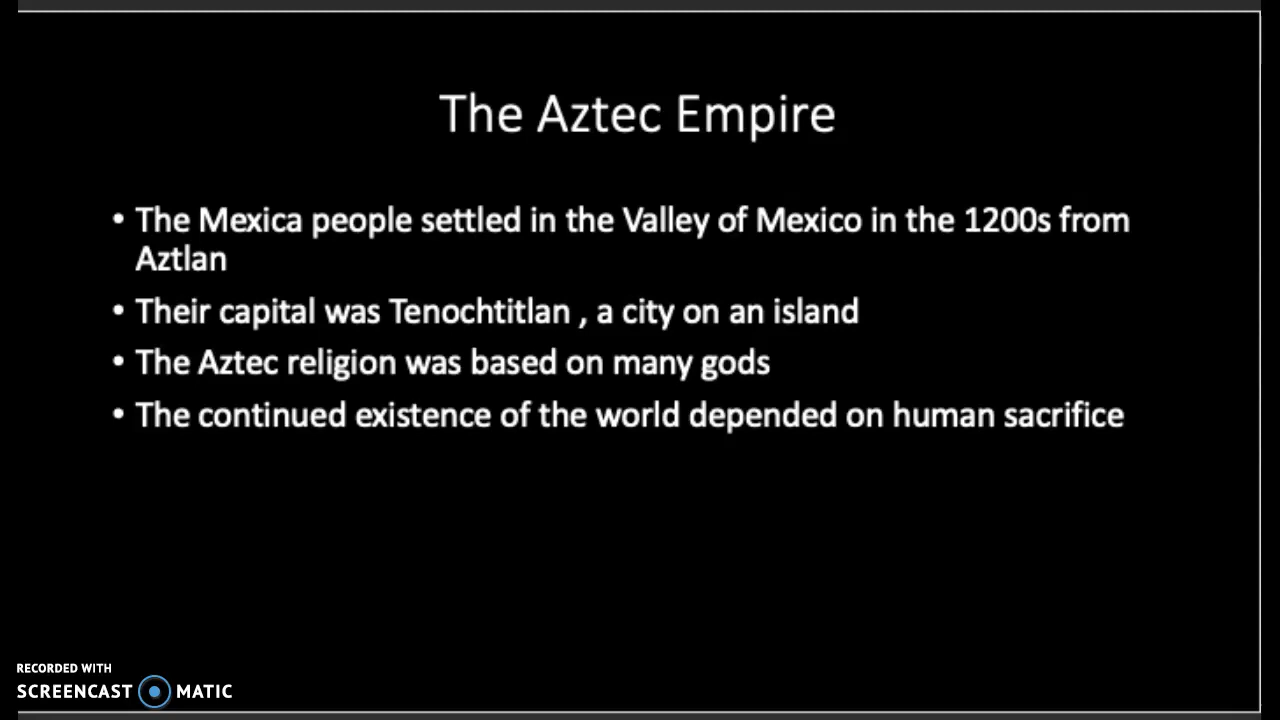 The Aztec Empire
• The Mexica people settled in the Valley of Mexico in the 1200s from
Aztlan
• Their capital was Tenochtitlan , a city on an island
• The Aztec religion was based on many gods
• The continued existence of the world depended on human sacrifice
RECORDED WITH
SCREENCAST MATIC